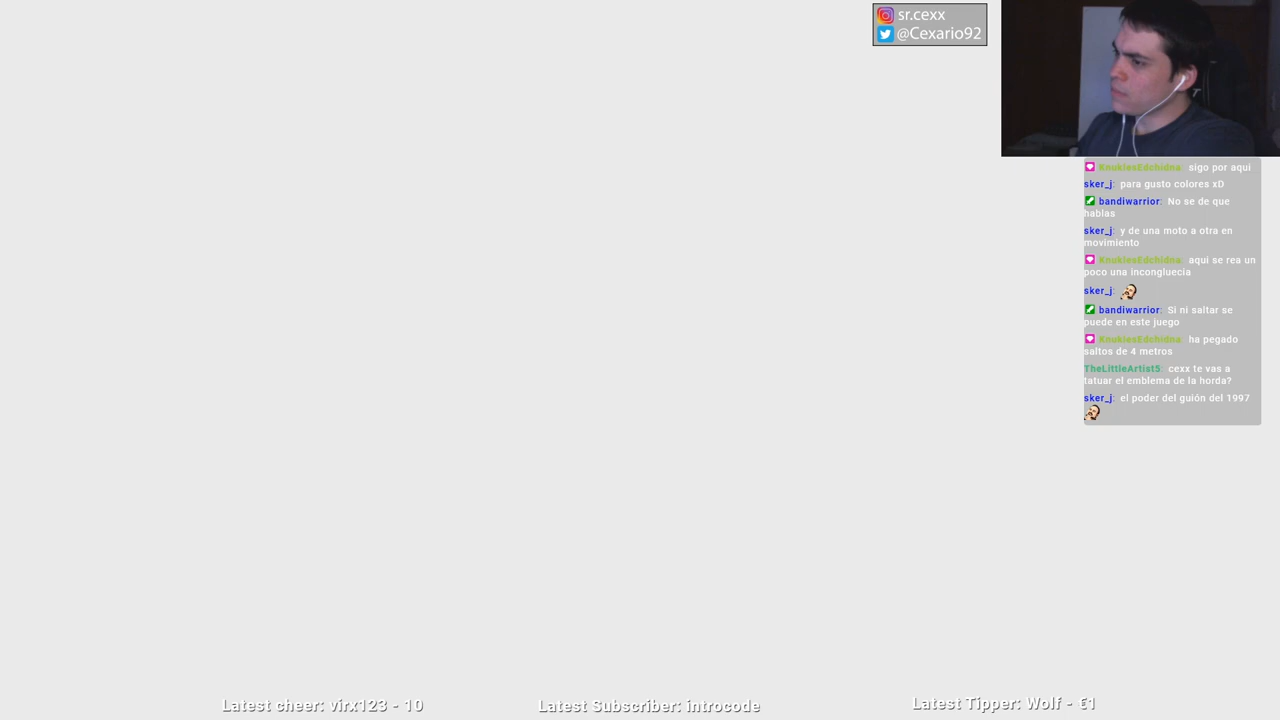 sr.cexx
@Cexario92
KnuklesEdchidna: sigo por aqui
sker_j: para gusto colores xD
bandiwarrior: No se de que
hablas
sker_j: y de una moto a otra en
movimiento
KnuklesEdchidna: aqui se rea un
poco una incongluecia
sker_j:
bandiwarrior: Si ni saltar se
puede en este juego
KnuklesEdchidna: ha pegado
saltos de 4 metros
TheLittleArtist5: cexx te vas a
tatuar el emblema de la horda?
sker_j: el poder del guión del 1997
Latest cheer: virx123 - 10
Latest Subscriber: introcode
Latest Tipper: Wolf - €1